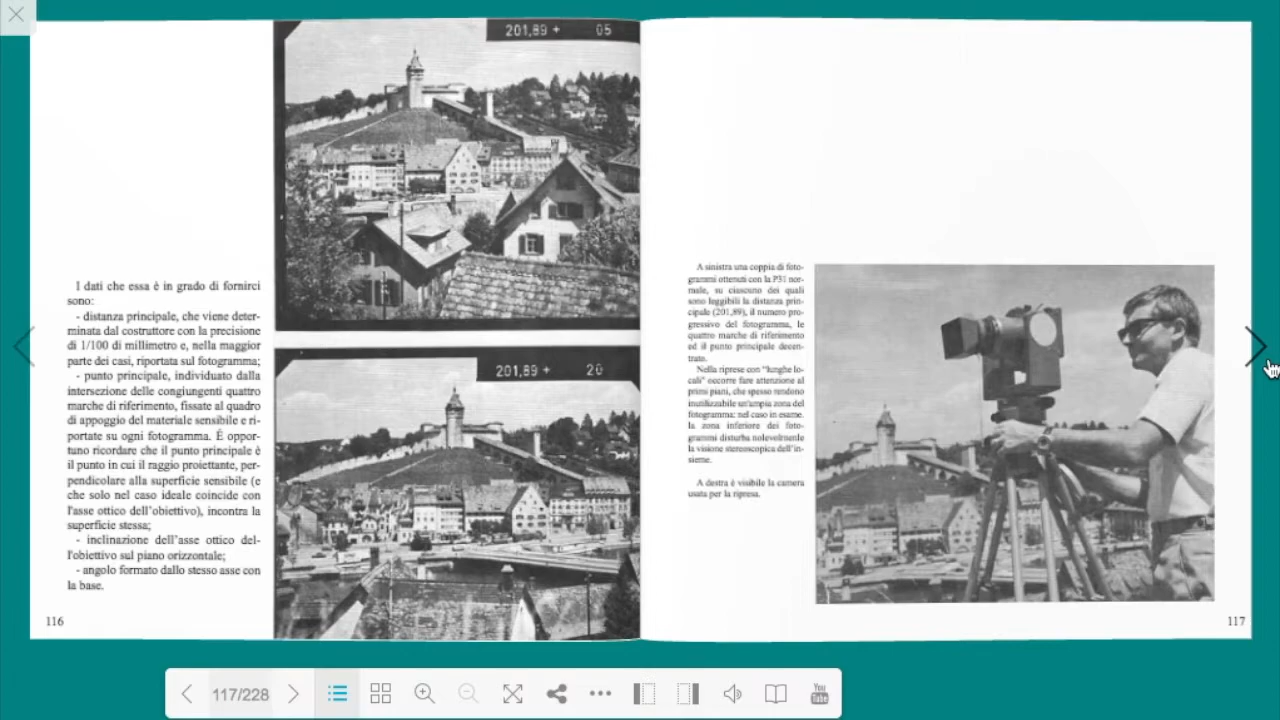 201,89 + 05
I dati che essa è in grado di fornirci
sono:
- distanza principale, che viene deter-
minata dal costruttore con la precisione
di 1/100 di millimetro e, nella maggior
parte dei casi, riportata sul fotogramma;
- punto principale, individuato dalla
intersezione delle congiungenti quattro
marche di riferimento, fissate al quadro
di appoggio del materiale sensibile e ri-
portate su ogni fotogramma. É oppor-
tuno ricordare che il punto principale è
il punto in cui il raggio proiettante, per-
pendicolare alla superficie sensibile (e
che solo nel caso ideale coincide con
l'asse ottico dell'obiettivo), incontra la
superficie stessa;
- inclinazione dell'asse ottico del-
l'obiettivo sul piano orizzontale;
- angolo formato dallo stesso asse con
la base.
116
201,89 + 20
A sinistra una coppia di foto-
grammi ottenuti con la P31 nor-
male, su ciascuno dei quali
sono leggibili la distanza prin-
cipale (201,89), il numero pro-
gressivo del fotogramma, le
quattro marche di riferimento
ed il punto principale decen-
trato.
Nella riprese con "lunghe fo-
cali" occorre fare attenzione ai
primi piani, che spesso rendono
inutilizzabile un'ampia zona del
fotogramma: nel caso in esame.
la zona inferiore dei foto-
grammi disturba notevolmente
la visione stereoscopica dell'in-
sieme.
A destra è visibile la camera
usata per la ripresa.
117
117/228
You
Tube